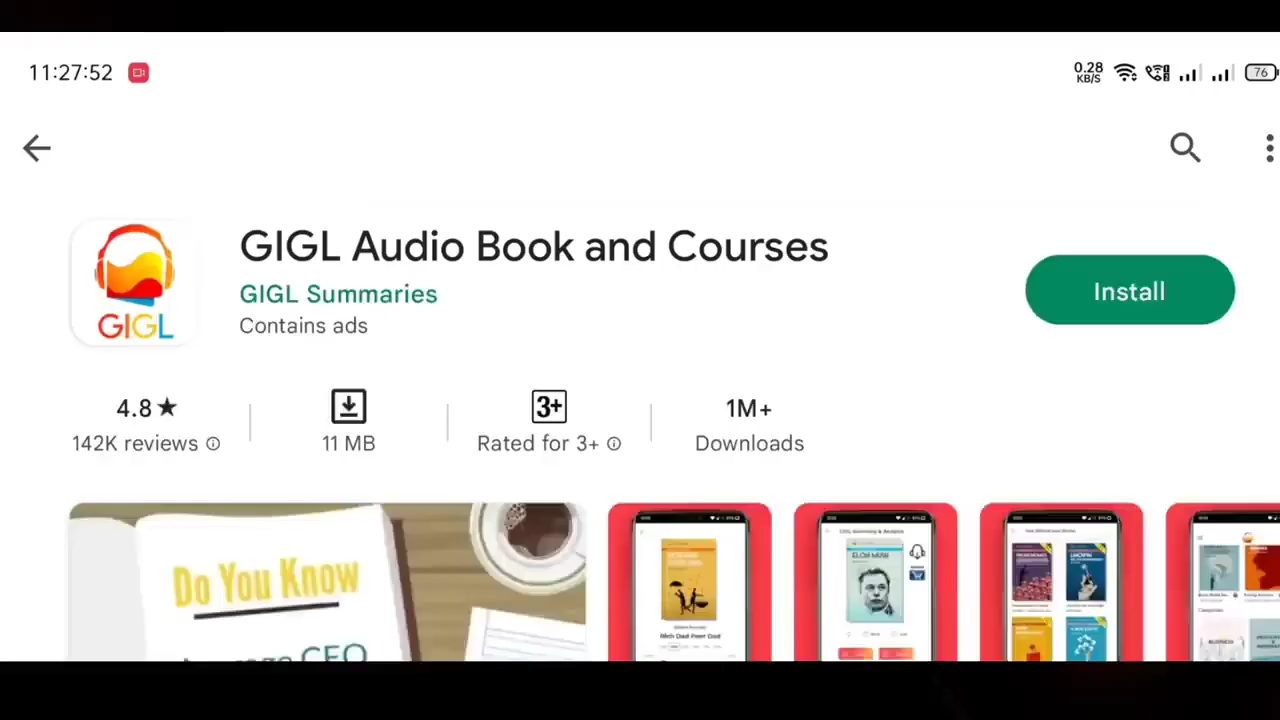 11:27:52
0.28
KB/S
76
GIGL Audio Book and Courses
GIGL Summaries
Contains ads
Install
GIGL
4.8★
142K reviews
11 MB
3+
Rated for 3+
1M+
Downloads
Do You Know
CEO
Rich Dad Poor Dad
ELON MUSK